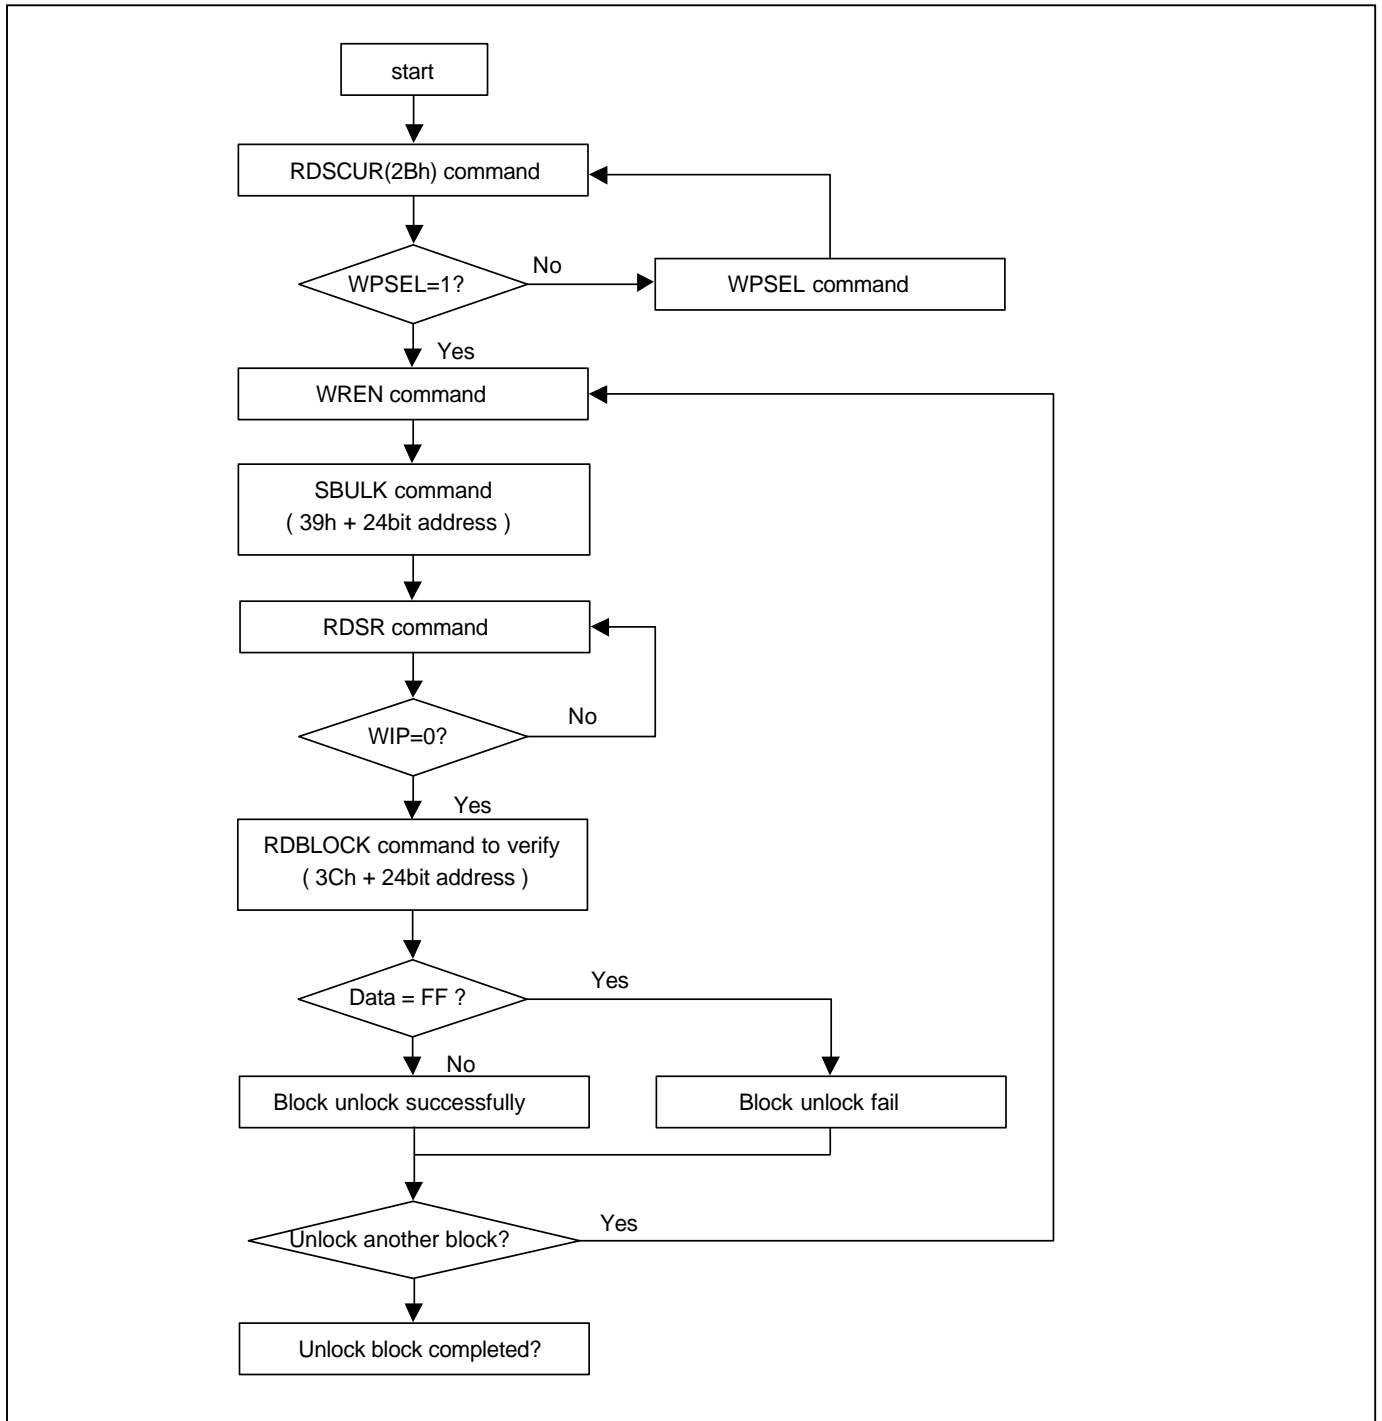 start
RDSCUR(2Bh) command
WPSEL=1?
No
WPSEL command
Yes
WREN command
SBULK command
( 39h + 24bit address )
RDSR command
WIP=0?
No
Yes
RDBLOCK command to verify
( 3Ch + 24bit address )
Data = FF ?
Yes
No
Block unlock successfully
Block unlock fail
Unlock another block?
Yes
Unlock block completed?